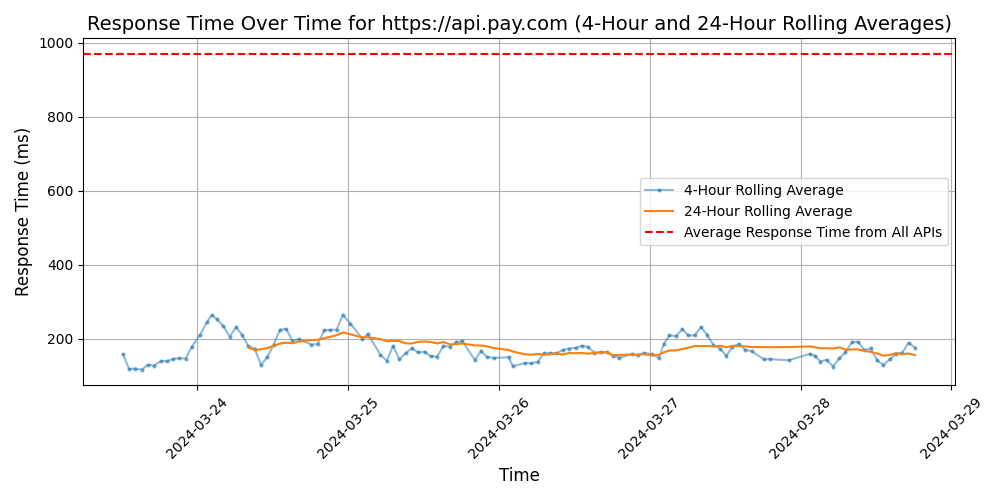 Response Time Over Time for https://api.pay.com (4-Hour and 24-Hour Rolling Averages)
Response Time (ms)
1000
800
600
400
200
4-Hour Rolling Average
24-Hour Rolling Average
Average Response Time from All APIs
2024-03-24
2024-03-25
2024-03-26
2024-03-27
2024-03-28
2024-03-29
Time